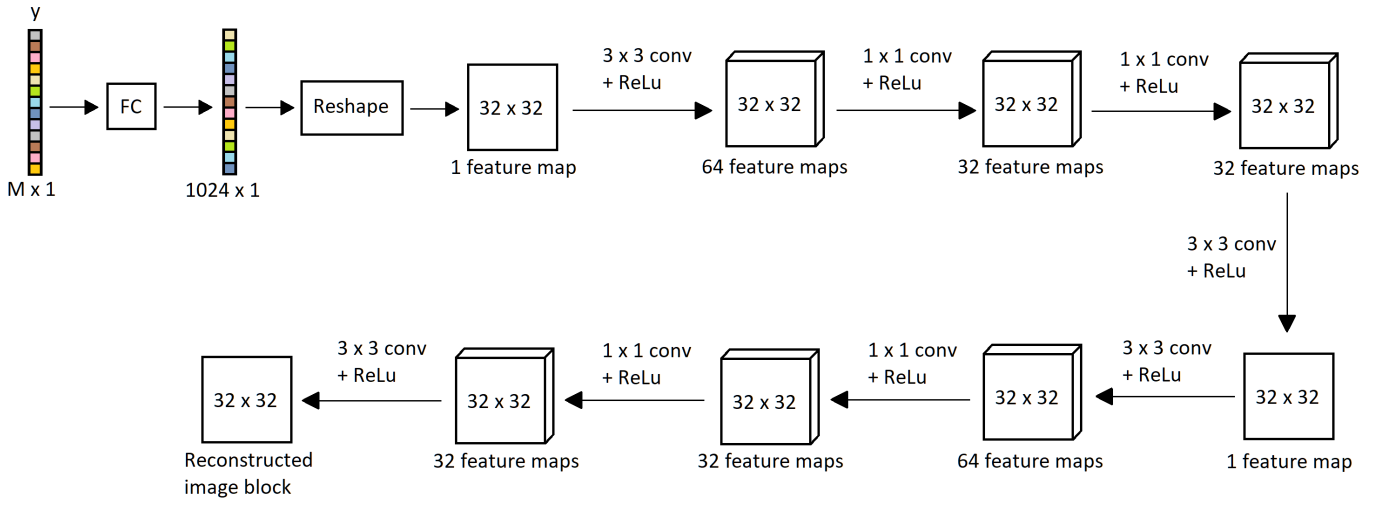 y
M x 1
FC
1024 x 1
Reshape
32 x 32
1 feature map
3 x 3 conv
+ ReLu
32 x 32
64 feature maps
1 x 1 conv
+ ReLu
32 x 32
32 feature maps
1 x 1 conv
+ ReLu
32 x 32
32 feature maps
3 x 3 conv
+ ReLu
32 x 32
1 feature map
3 x 3 conv
+ ReLu
32 x 32
64 feature maps
1 x 1 conv
+ ReLu
32 x 32
32 feature maps
1 x 1 conv
+ ReLu
32 x 32
32 feature maps
3 x 3 conv
+ ReLu
32 x 32
Reconstructed
image block